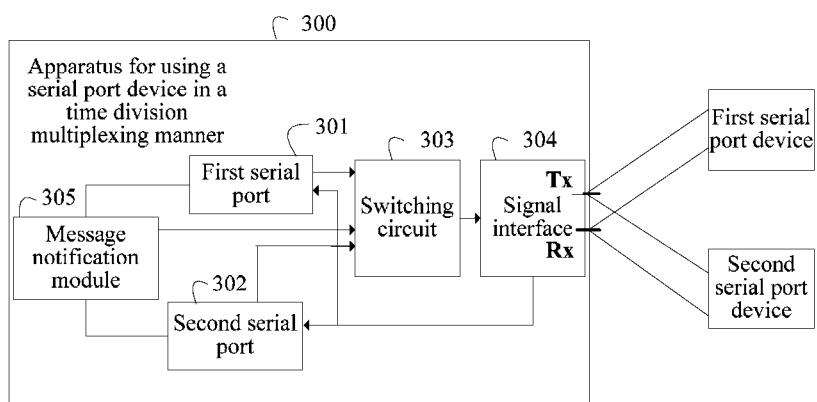 300
Apparatus for using a
serial port device in a
time division
multiplexing manner
301
303
304
First serial
port
305
Message
notification
module
302
Second serial
port
Switching
circuit
Tx
Signal
interface
Rx
First serial
port device
Second
serial port
device